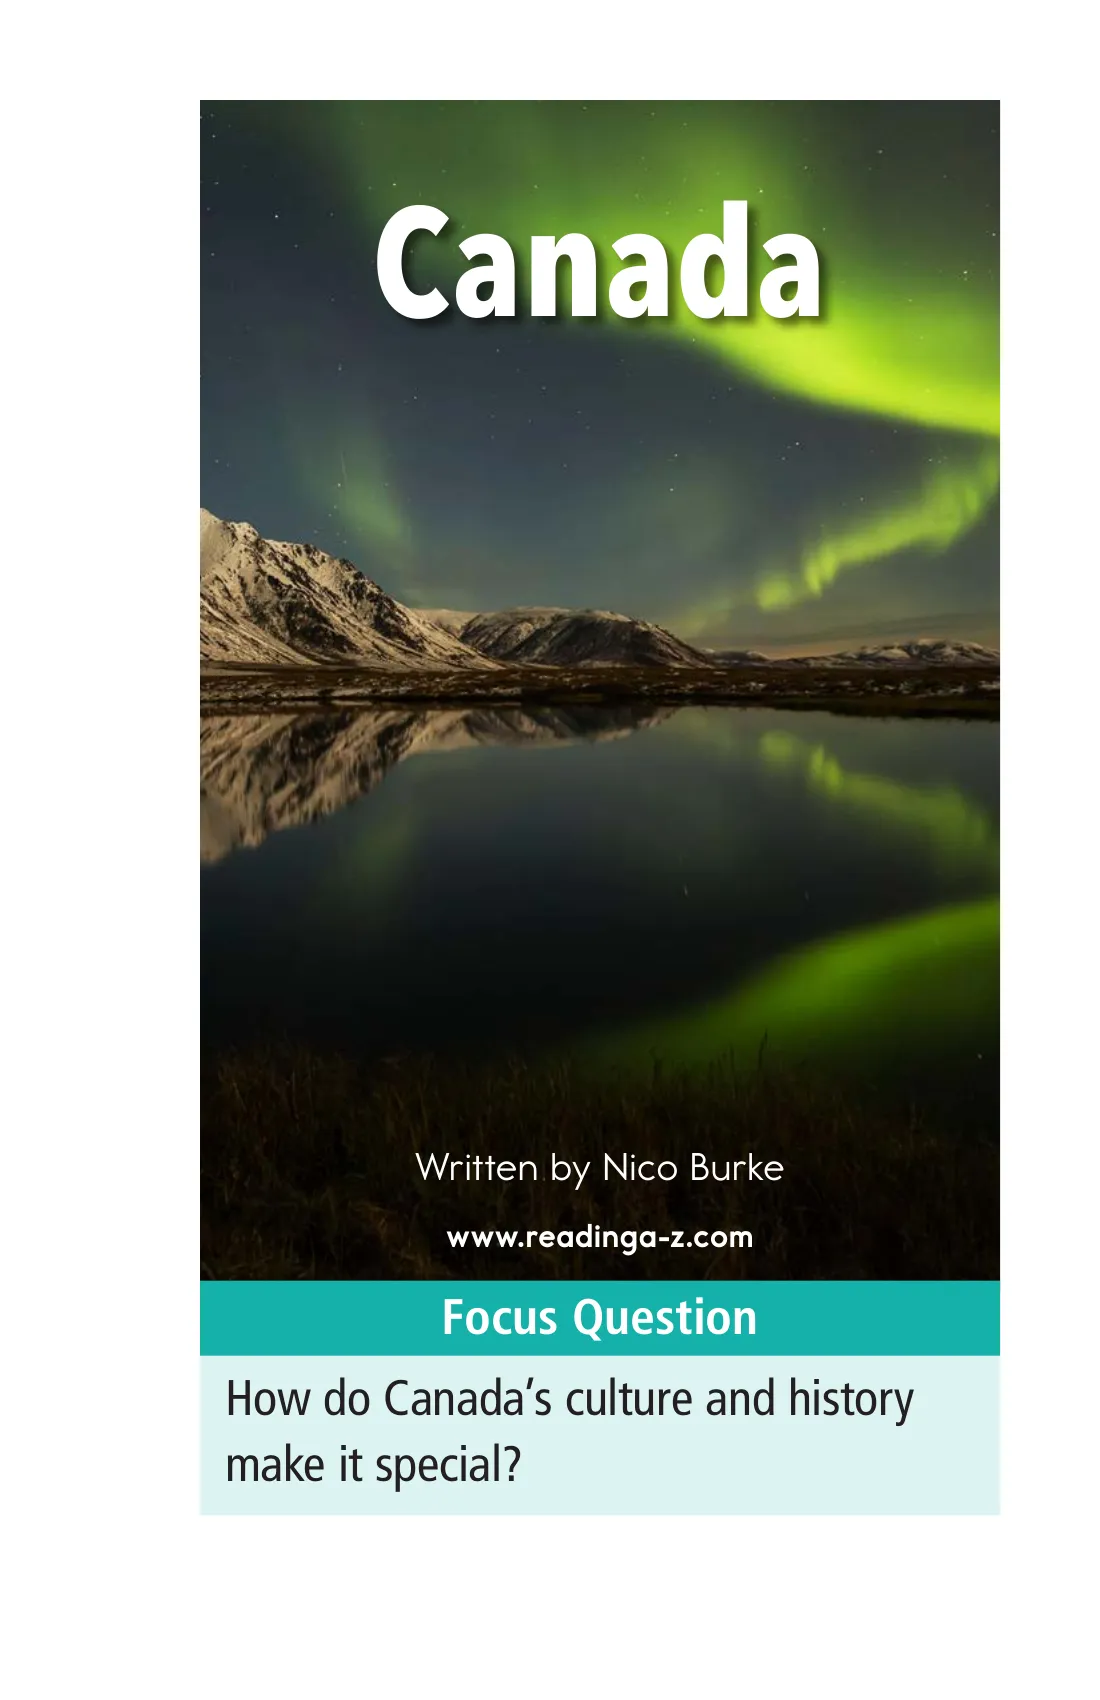 Canada
Written by Nico Burke
www.readinga-z.com
Focus Question
How do Canada’s culture and history
make it special?